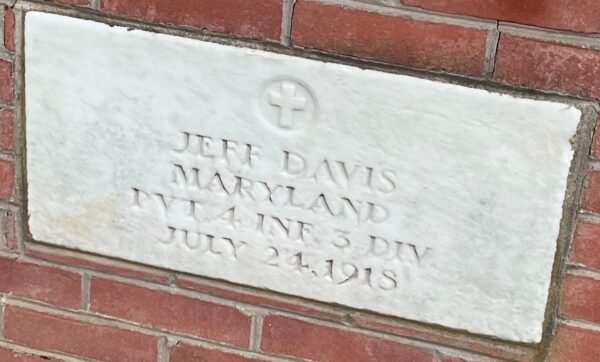 JEFF DAVIS
MARYLAND
PVT. 4. INF. 3. DIV.
JULY 24, 1918